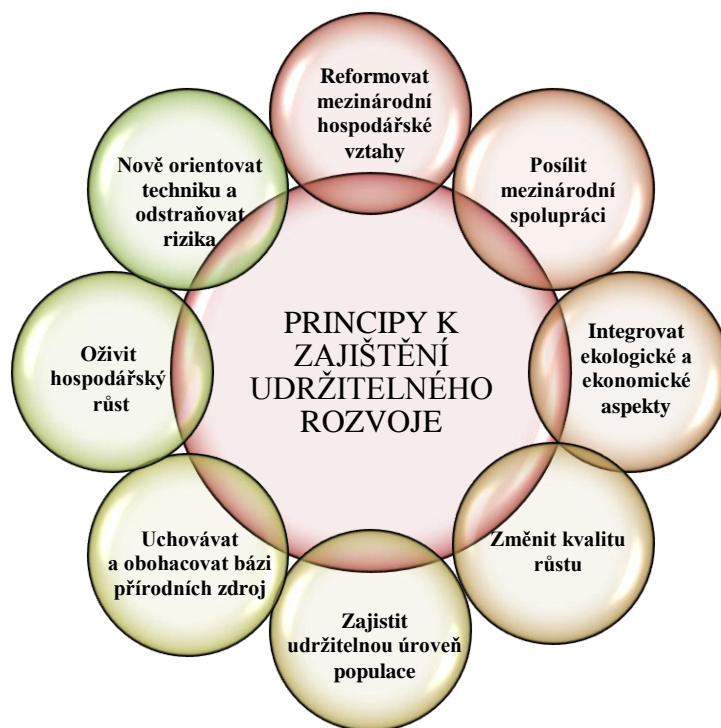 Reformovat
mezinárodní
hospodářské
vztahy
Posílit
mezinárodní
spolupráci
Integrovat
ekologické a
ekonomické
aspekty
Změnit kvalitu
růstu
Zajistit
udržitelnou úroveň
populace
Uchovávat
a obohacovat bázi
přírodních zdroj
Oživit
hospodářský
růst
Nově orientovat
techniku a
odstraňovat
rizika
PRINCIPY K
ZAJIŠTĚNÍ
UDRŽITELNÉHO
ROZVOJE